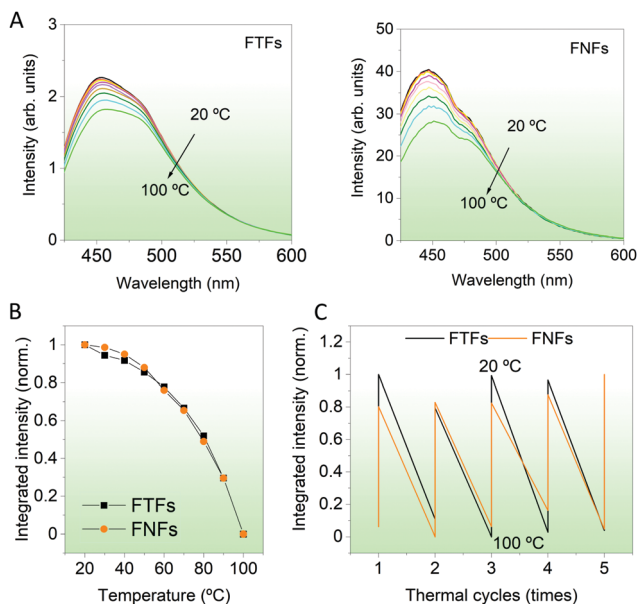 A
FTFs
3
2
1
0
Intensity (arb. units)
20 ºC
100 ºC
450 500 550 600
Wavelength (nm)
FNFs
50
40
30
20
10
0
Intensity (arb. units)
20 ºC
100 ºC
450 500 550 600
Wavelength (nm)
B
1
0.8
0.6
0.4
0.2
0
Integrated intensity (norm.)
FTFs
FNFs
20 30 40 50 60 70 80 90 100
Temperature (ºC)
C
1.2
1
0.8
0.6
0.4
0.2
0
Integrated intensity (norm.)
FTFs FNFs
20 ºC
100 ºC
1 2 3 4 5
Thermal cycles (times)